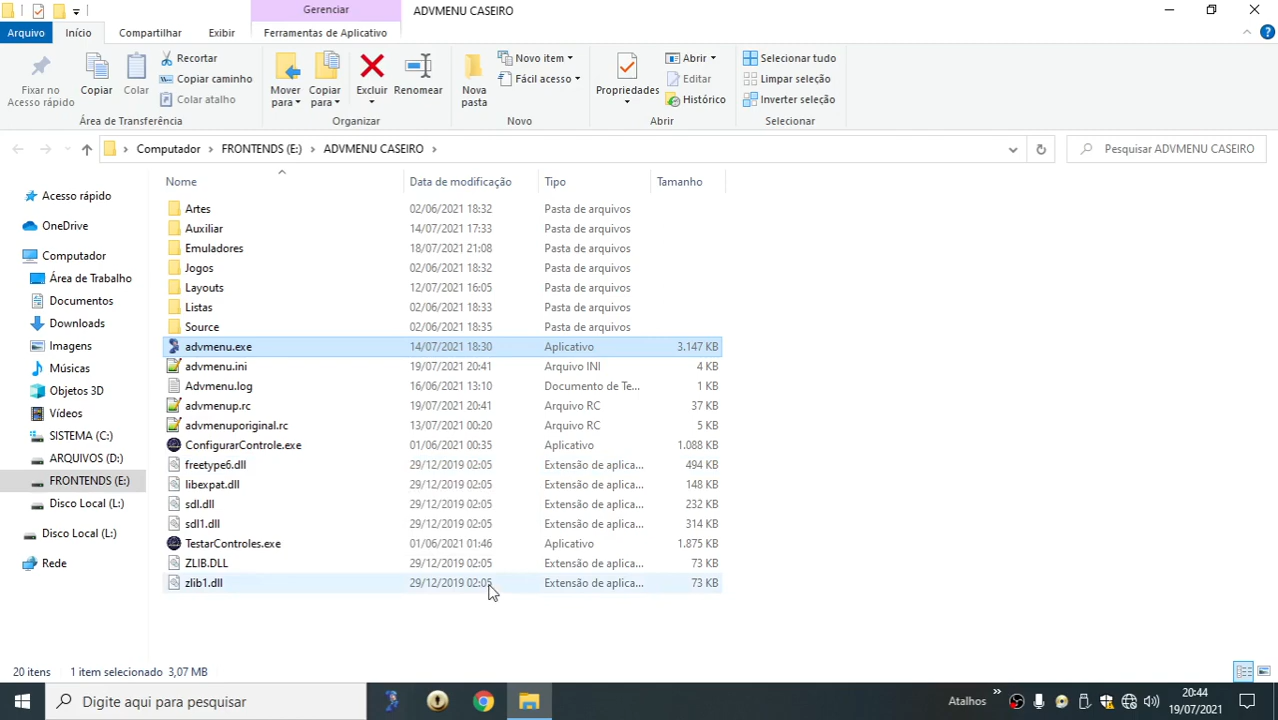 Gerenciar
ADVMENU CASEIRO
Arquivo
Início
Compartilhar
Exibir
Ferramentas de Aplicativo
Fixar no Acesso rápido
Copiar
Colar
Recortar
Copiar caminho
Colar atalho
Mover para
Copiar para
Excluir
Renomear
Nova pasta
Novo item
Fácil acesso
Propriedades
Abrir
Editar
Histórico
Selecionar tudo
Limpar seleção
Inverter seleção
Área de Transferência
Organizar
Novo
Abrir
Selecionar
Computador
FRONTENDS (E:)
ADVMENU CASEIRO
Pesquisar ADVMENU CASEIRO
Acesso rápido
OneDrive
Computador
Área de Trabalho
Documentos
Downloads
Imagens
Músicas
Objetos 3D
Vídeos
SISTEMA (C:)
ARQUIVOS (D:)
FRONTENDS (E:)
Disco Local (L:)
Disco Local (L:)
Rede
Nome Data de modificação Tipo Tamanho
Artes 02/06/2021 18:32 Pasta de arquivos
Auxiliar 14/07/2021 17:33 Pasta de arquivos
Emuladores 18/07/2021 21:08 Pasta de arquivos
Jogos 02/06/2021 18:32 Pasta de arquivos
Layouts 12/07/2021 16:05 Pasta de arquivos
Listas 02/06/2021 18:33 Pasta de arquivos
Source 02/06/2021 18:35 Pasta de arquivos
advmenu.exe 14/07/2021 18:30 Aplicativo 3.147 KB
advmenu.ini 19/07/2021 20:41 Arquivo INI 4 KB
Advmenu.log 16/06/2021 13:10 Documento de Te... 1 KB
advmenup.rc 19/07/2021 20:41 Arquivo RC 37 KB
advmenuporiginal.rc 13/07/2021 00:20 Arquivo RC 5 KB
ConfigurarControle.exe 01/06/2021 00:35 Aplicativo 1.088 KB
freetype6.dll 29/12/2019 02:05 Extensão de aplica... 494 KB
libexpat.dll 29/12/2019 02:05 Extensão de aplica... 148 KB
sdl.dll 29/12/2019 02:05 Extensão de aplica... 232 KB
sdl1.dll 29/12/2019 02:05 Extensão de aplica... 314 KB
TestarControles.exe 01/06/2021 01:46 Aplicativo 1.875 KB
ZLIB.DLL 29/12/2019 02:05 Extensão de aplica... 73 KB
zlib1.dll 29/12/2019 02:05 Extensão de aplica... 73 KB
20 itens 1 item selecionado 3,07 MB
Digite aqui para pesquisar
Atalhos
20:44
19/07/2021